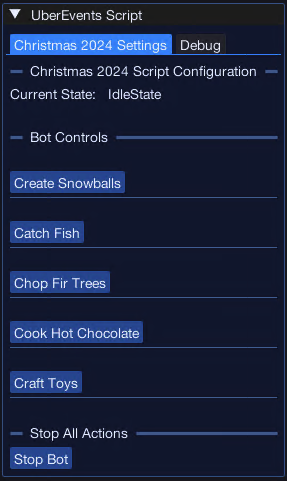 UberEvents Script
Christmas 2024 Settings Debug
Christmas 2024 Script Configuration
Current State: IdleState
Bot Controls
Create Snowballs
Catch Fish
Chop Fir Trees
Cook Hot Chocolate
Craft Toys
Stop All Actions
Stop Bot